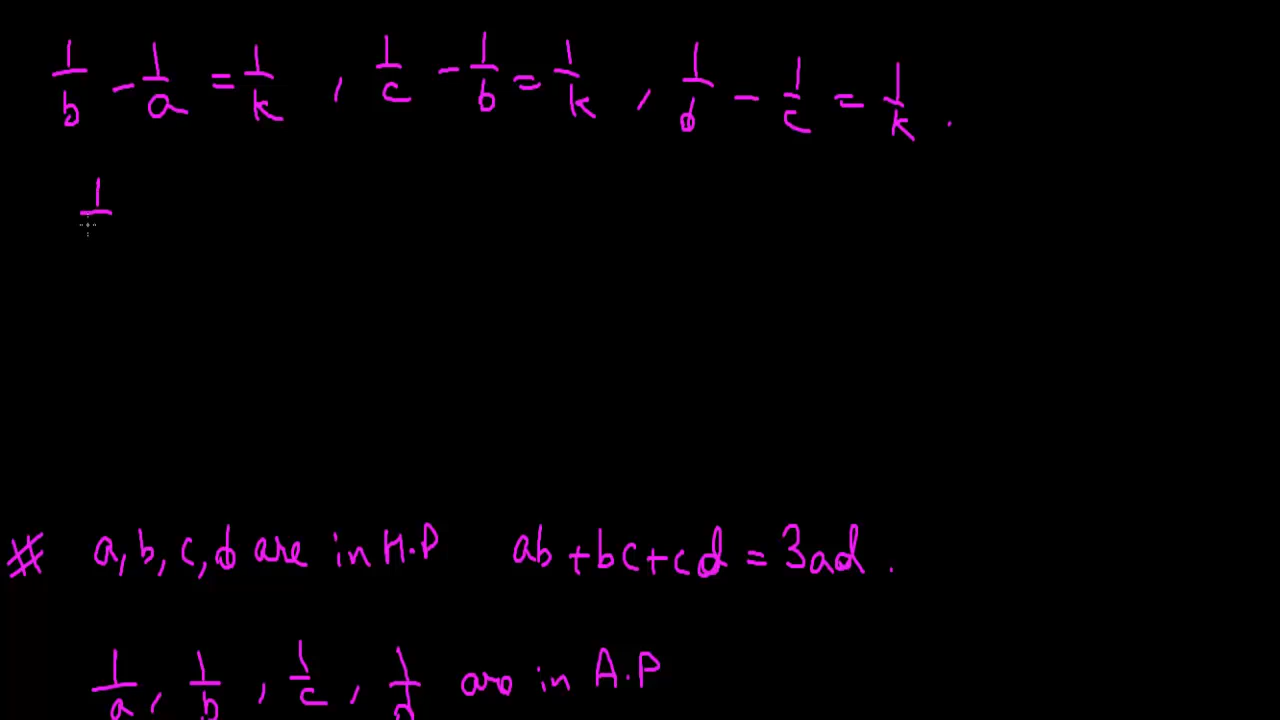 1/b - 1/a = 1/k , 1/c - 1/b = 1/k , 1/d - 1/c = 1/k .
1/
# a, b, c, d are in H.P ab + bc + cd = 3ad .
1/a , 1/b , 1/c , 1/d are in A.P